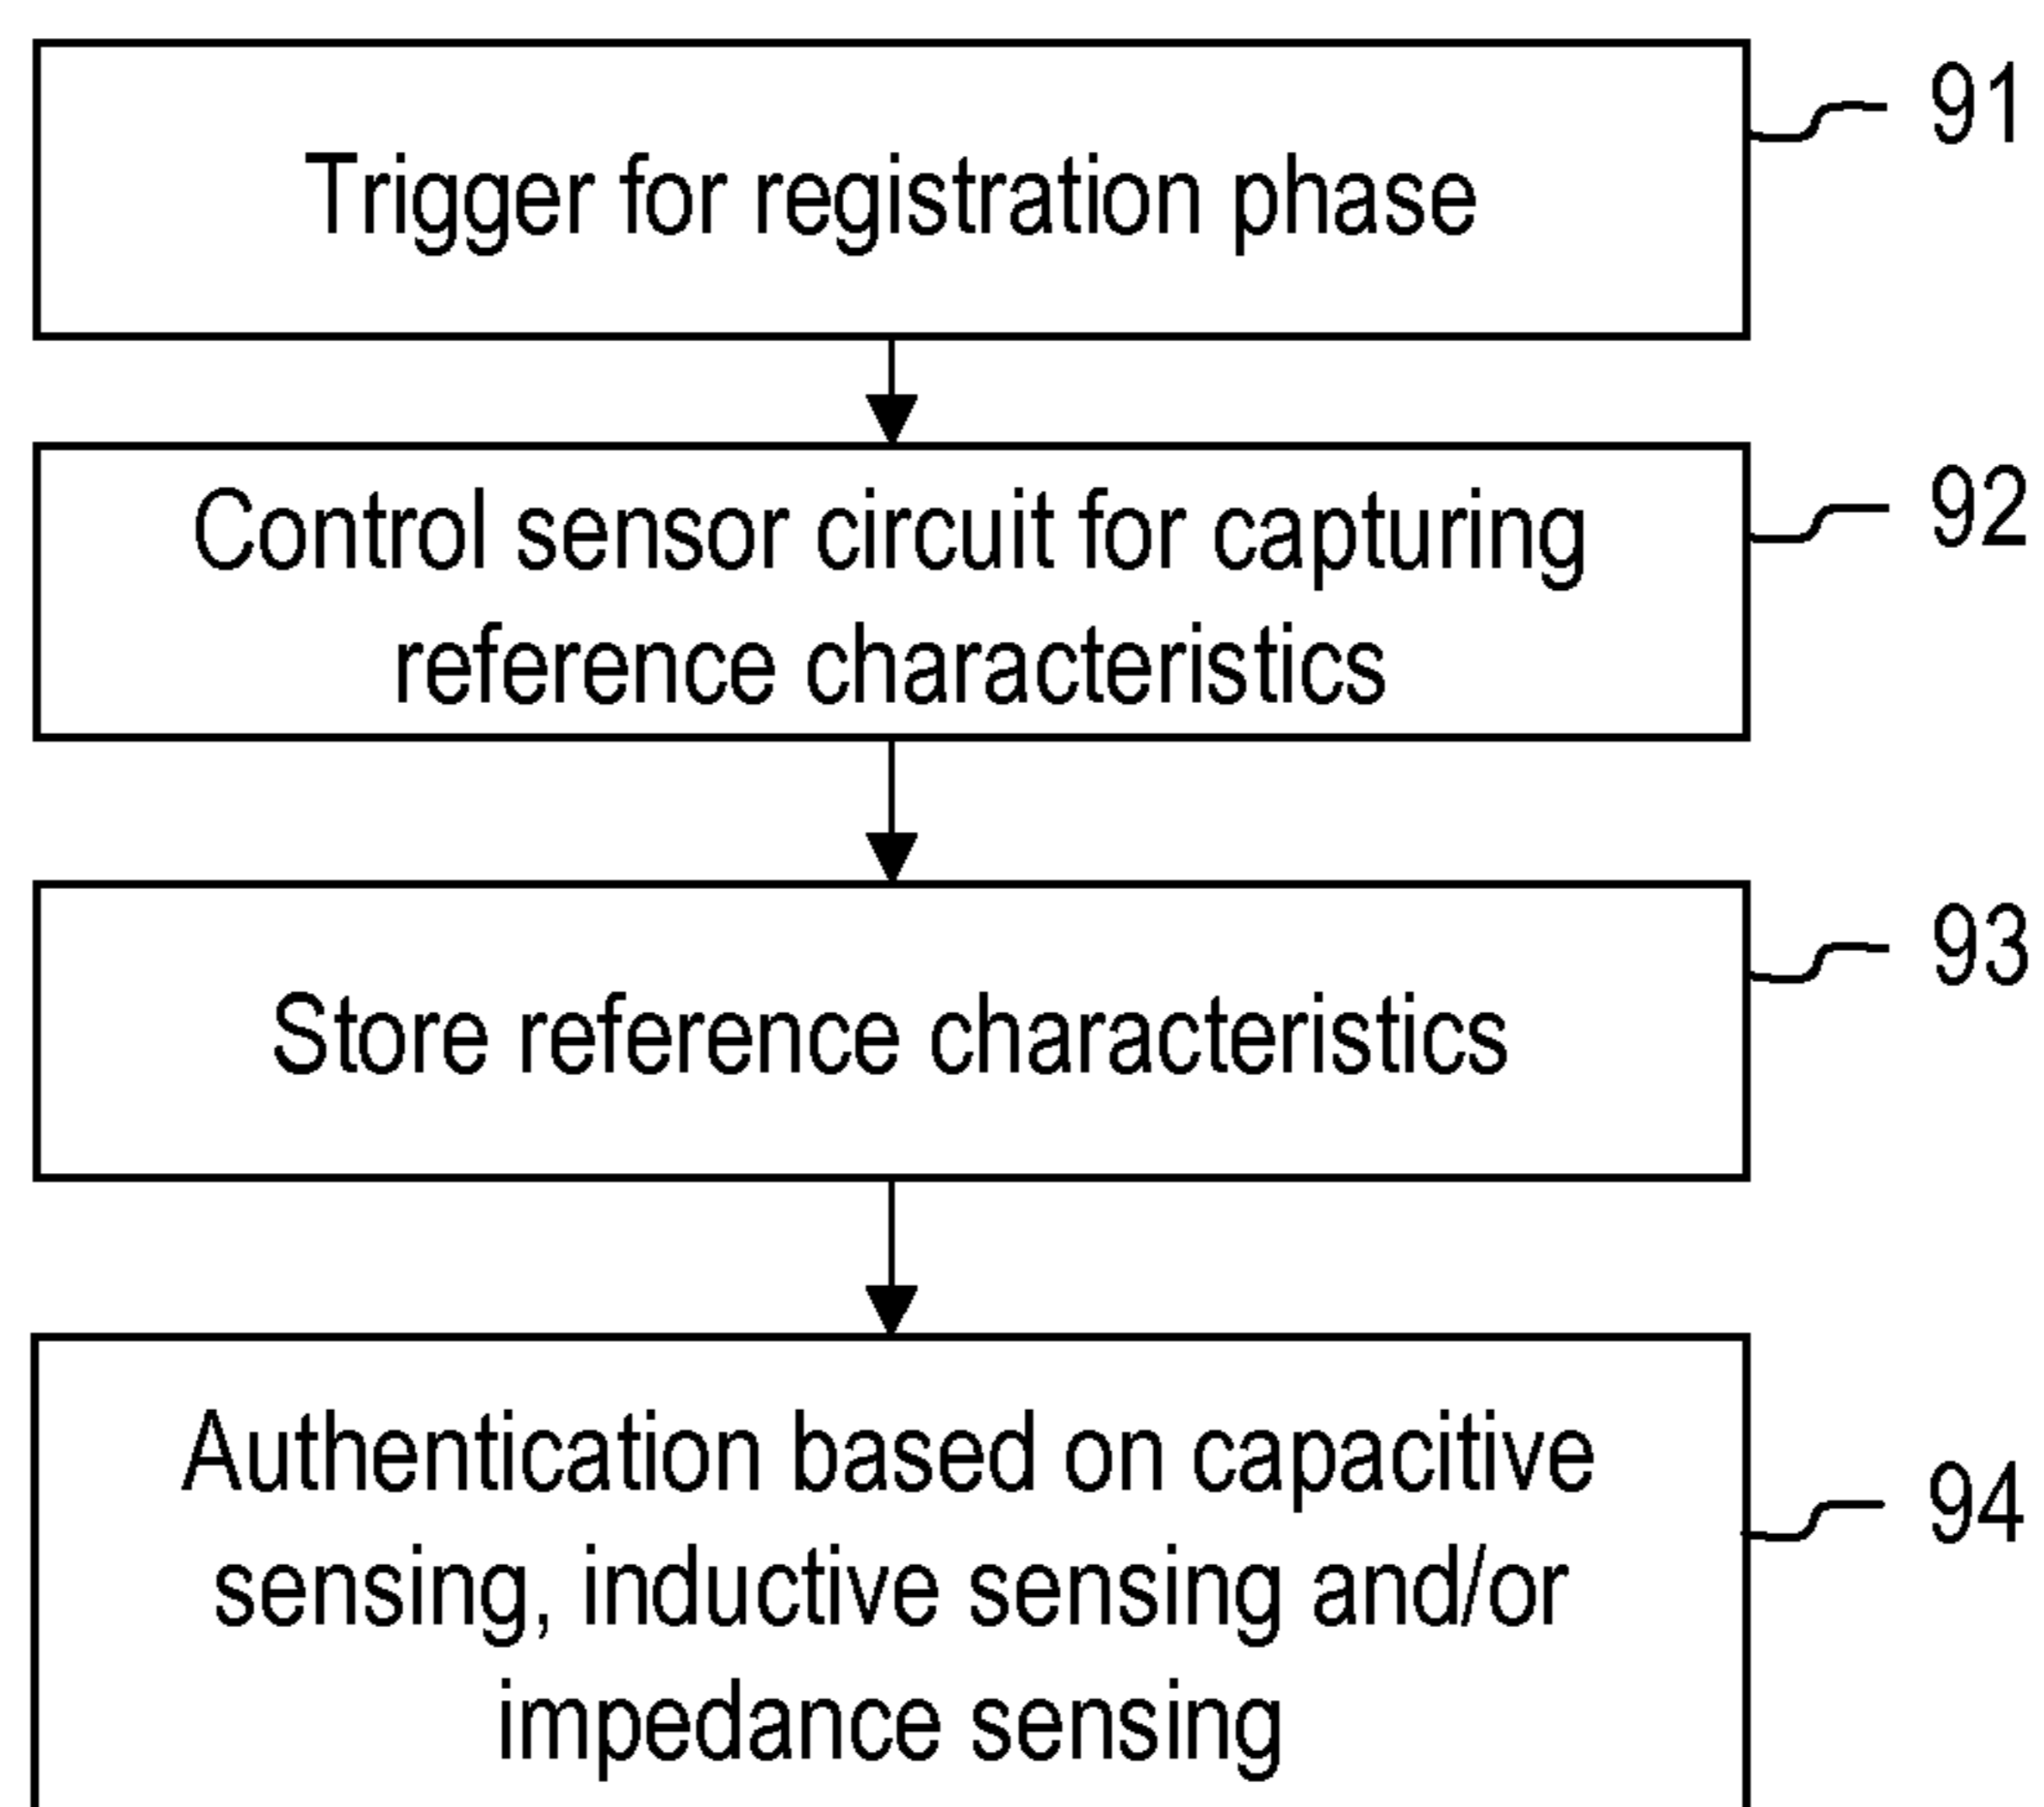 Trigger for registration phase
91
Control sensor circuit for capturing
reference characteristics
92
Store reference characteristics
93
Authentication based on capacitive
sensing, inductive sensing and/or
impedance sensing
94